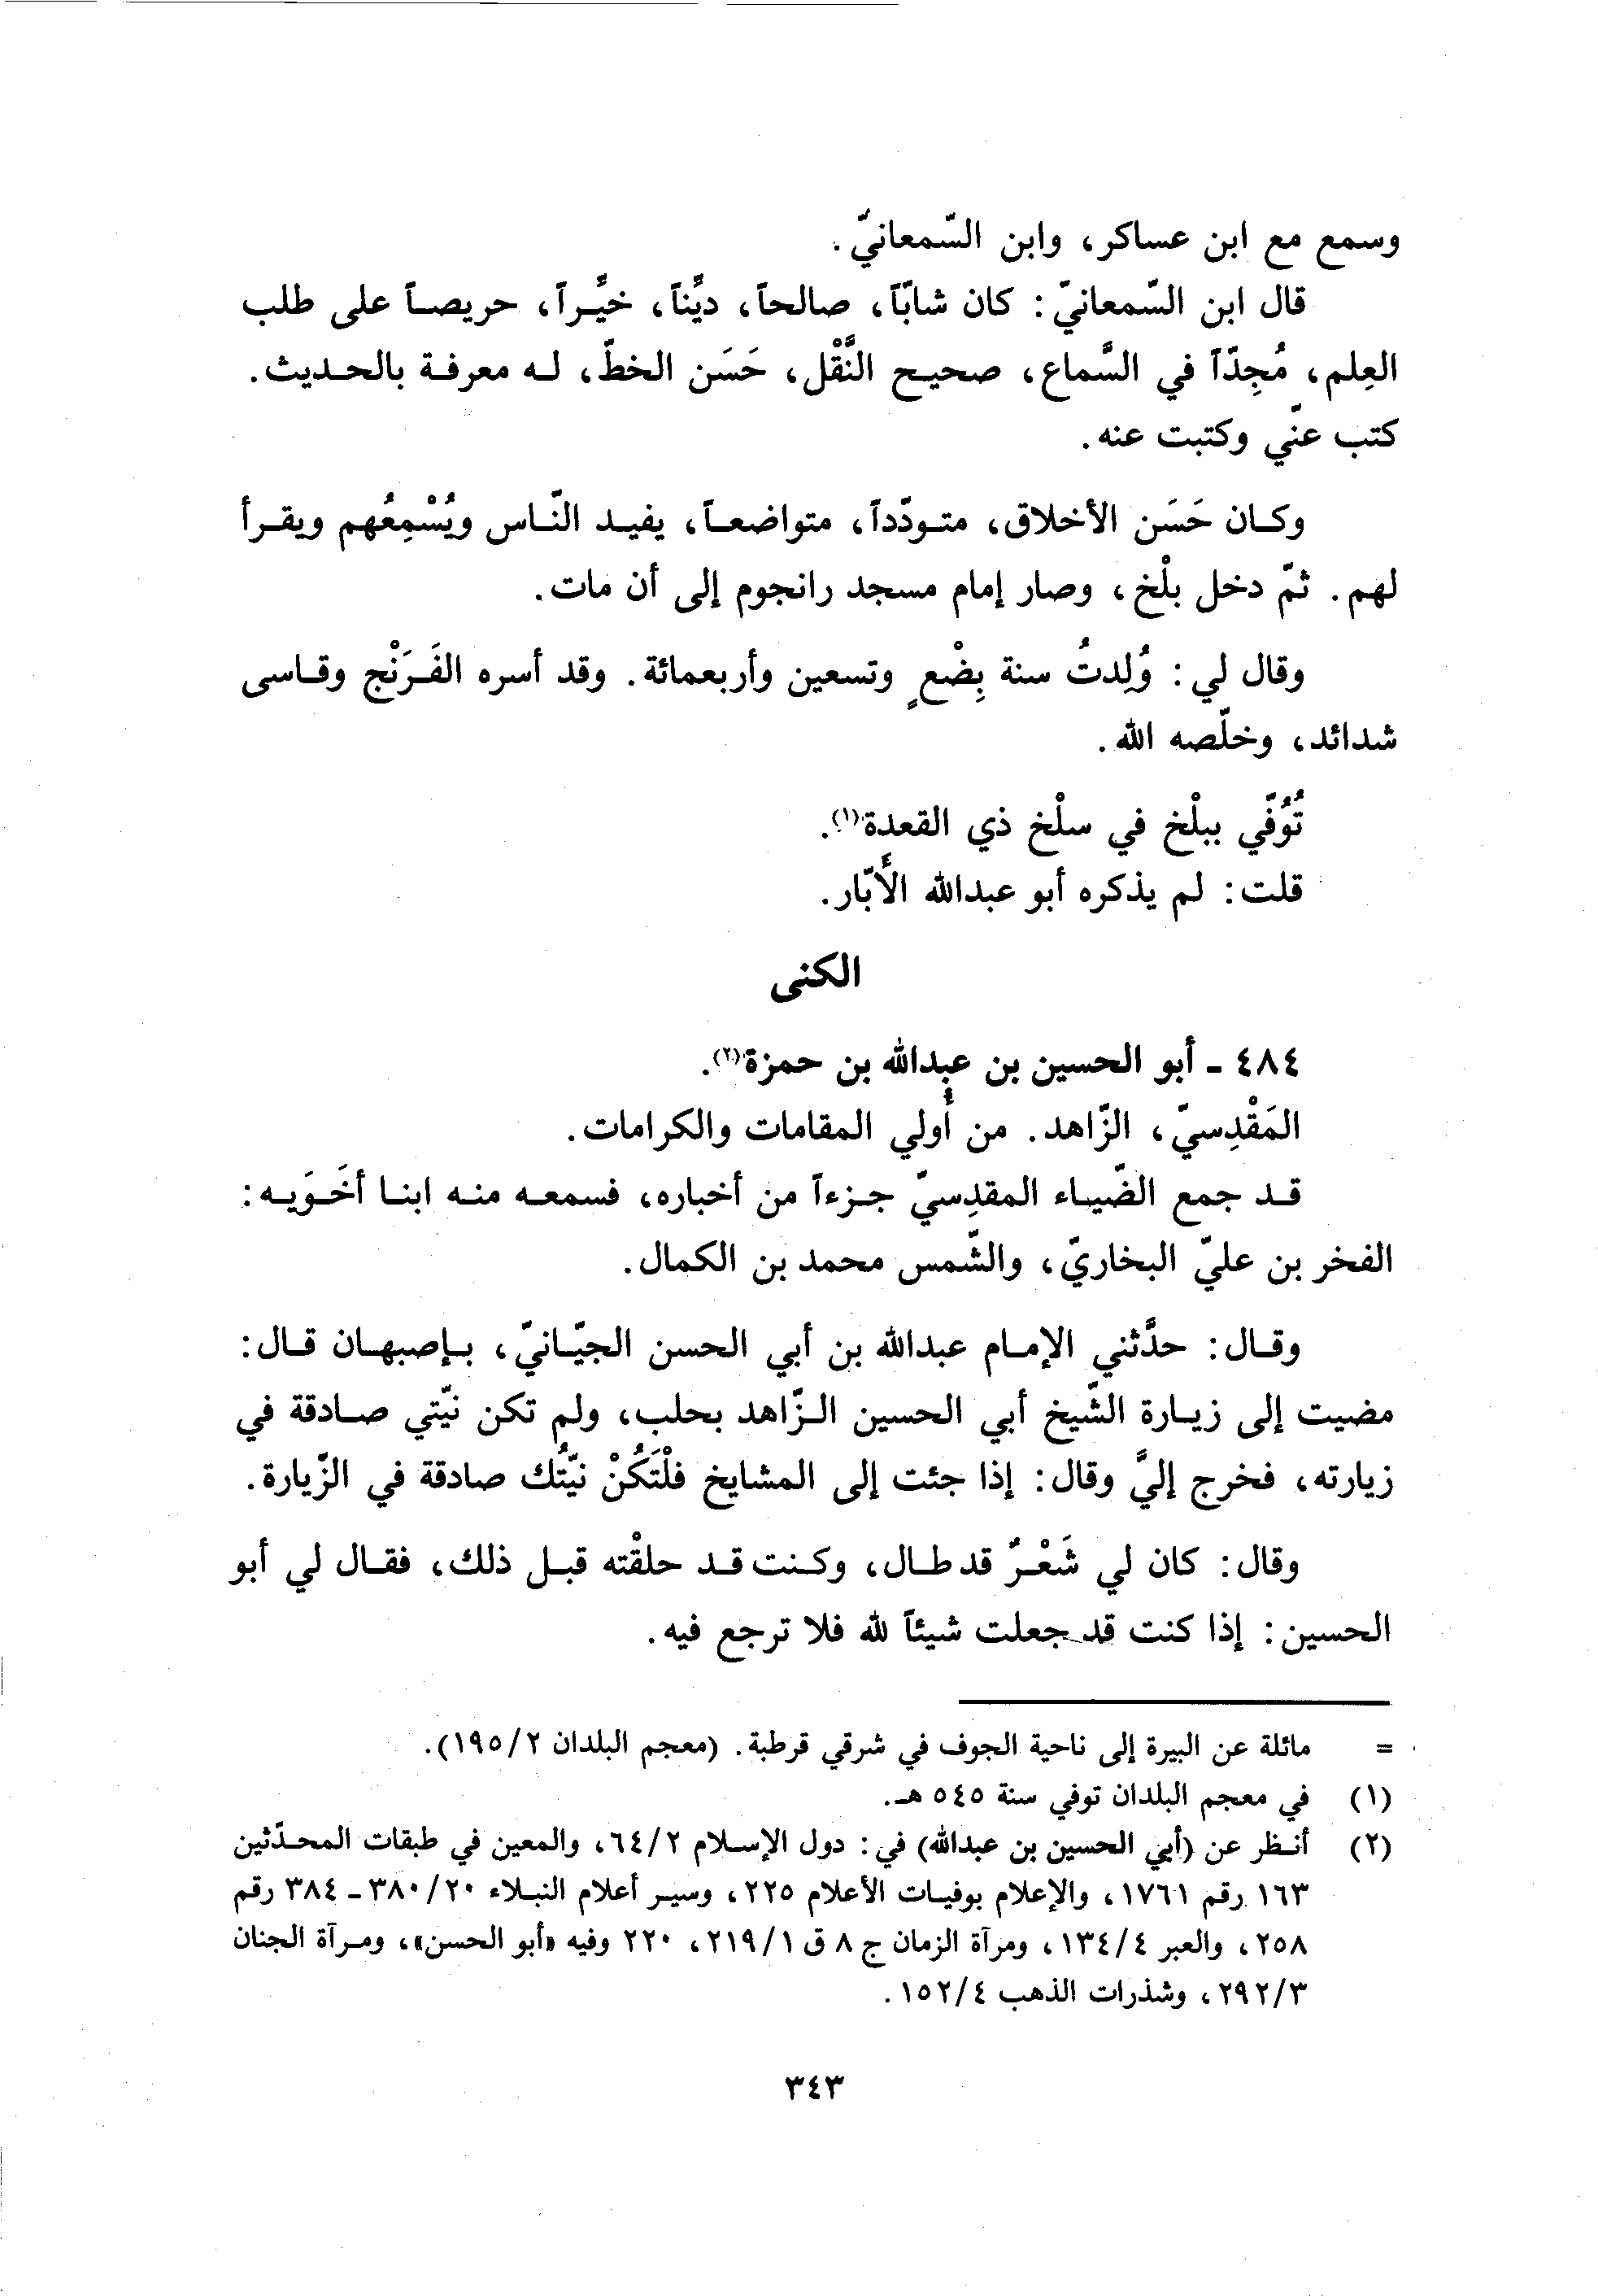 وسمع مع ابن عساكر، وابن السّمعانيّ.
قال ابن السّمعانيّ: كان شابّاً، صالحاً، ديِّناً، خيِّراً، حريصاً على طلب
العِلم، مُجِدّاً في السَّماع، صحيح النَّقْل، حَسَن الخطّ، له معرفة بالحديث.
كتب عنّي وكتبت عنه.
وكان حَسَن الأخلاق، متودّداً، متواضعاً، يفيد النّاس ويُسْمِعُهم ويقرأ
لهم. ثمّ دخل بلْخ، وصار إمام مسجد رانجوم إلى أن مات.
وقال لي: وُلِدتُ سنة بِضْعٍ وتسعين وأربعمائة. وقد أسره الفَرَنْج وقاسى
شدائد، وخلّصه الله.
تُوُفّي ببلْخ في سلْخ ذي القعدة(١).
قلت: لم يذكره أبو عبدالله الأَبّار.
الكنى
٤٨٤ - أبو الحسين بن عبدالله بن حمزة(٢).
المَقْدِسيّ، الزّاهد. من أُولي المقامات والكرامات.
قد جمع الضّياء المقدِسيّ جزءاً من أخباره، فسمعه منه ابنا أخَوَيه:
الفخر بن عليّ البخاريّ، والشّمس محمد بن الكمال.
وقال: حدَّثني الإمام عبدالله بن أبي الحسن الجيّانيّ، بإصبهان قال:
مضيت إلى زيارة الشّيخ أبي الحسين الزّاهد بحلب، ولم تكن نيّتي صادقة في
زيارته، فخرج إليَّ وقال: إذا جئت إلى المشايخ فلْتَكُنْ نيّتُك صادقة في الزّيارة.
وقال: كان لي شَعْرٌ قد طال، وكنت قد حلقْته قبل ذلك، فقال لي أبو
الحسين: إذا كنت قد جعلت شيئاً لله فلا ترجع فيه.
= مائلة عن البيرة إلى ناحية الجوف في شرقي قرطبة. (معجم البلدان ١٩٥/٢).
(١) في معجم البلدان توفي سنة ٥٤٥ هـ.
(٢) أنظر عن (أبي الحسين بن عبدالله) في: دول الإسلام ٦٤/٢، والمعين في طبقات المحدّثين
١٦٣ رقم ١٧٦١، والإعلام بوفيات الأعلام ٢٢٥، وسير أعلام النبلاء ٣٨٠/٢٠ - ٣٨٤ رقم
٢٥٨، والعبر ١٣٤/٤، ومرآة الزمان ج ٨ ق ٢١٩/١، ٢٢٠ وفيه «أبو الحسن»، ومرآة الجنان
٢٩٢/٣، وشذرات الذهب ١٥٢/٤.
٣٤٣